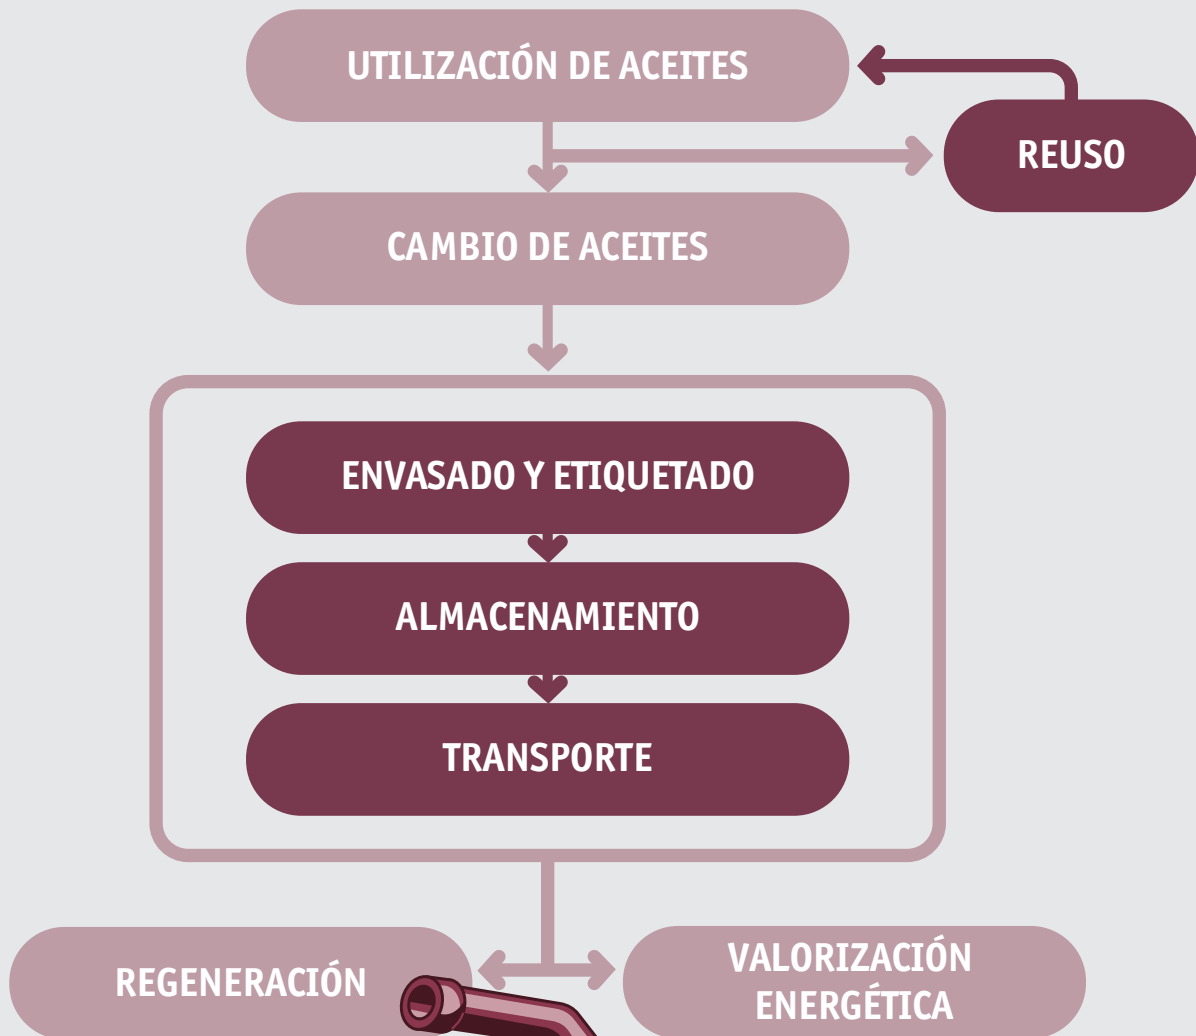 UTILIZACIÓN DE ACEITES
REUSO
CAMBIO DE ACEITES
ENVASADO Y ETIQUETADO
ALMACENAMIENTO
TRANSPORTE
REGENERACIÓN
VALORIZACIÓN
ENERGÉTICA